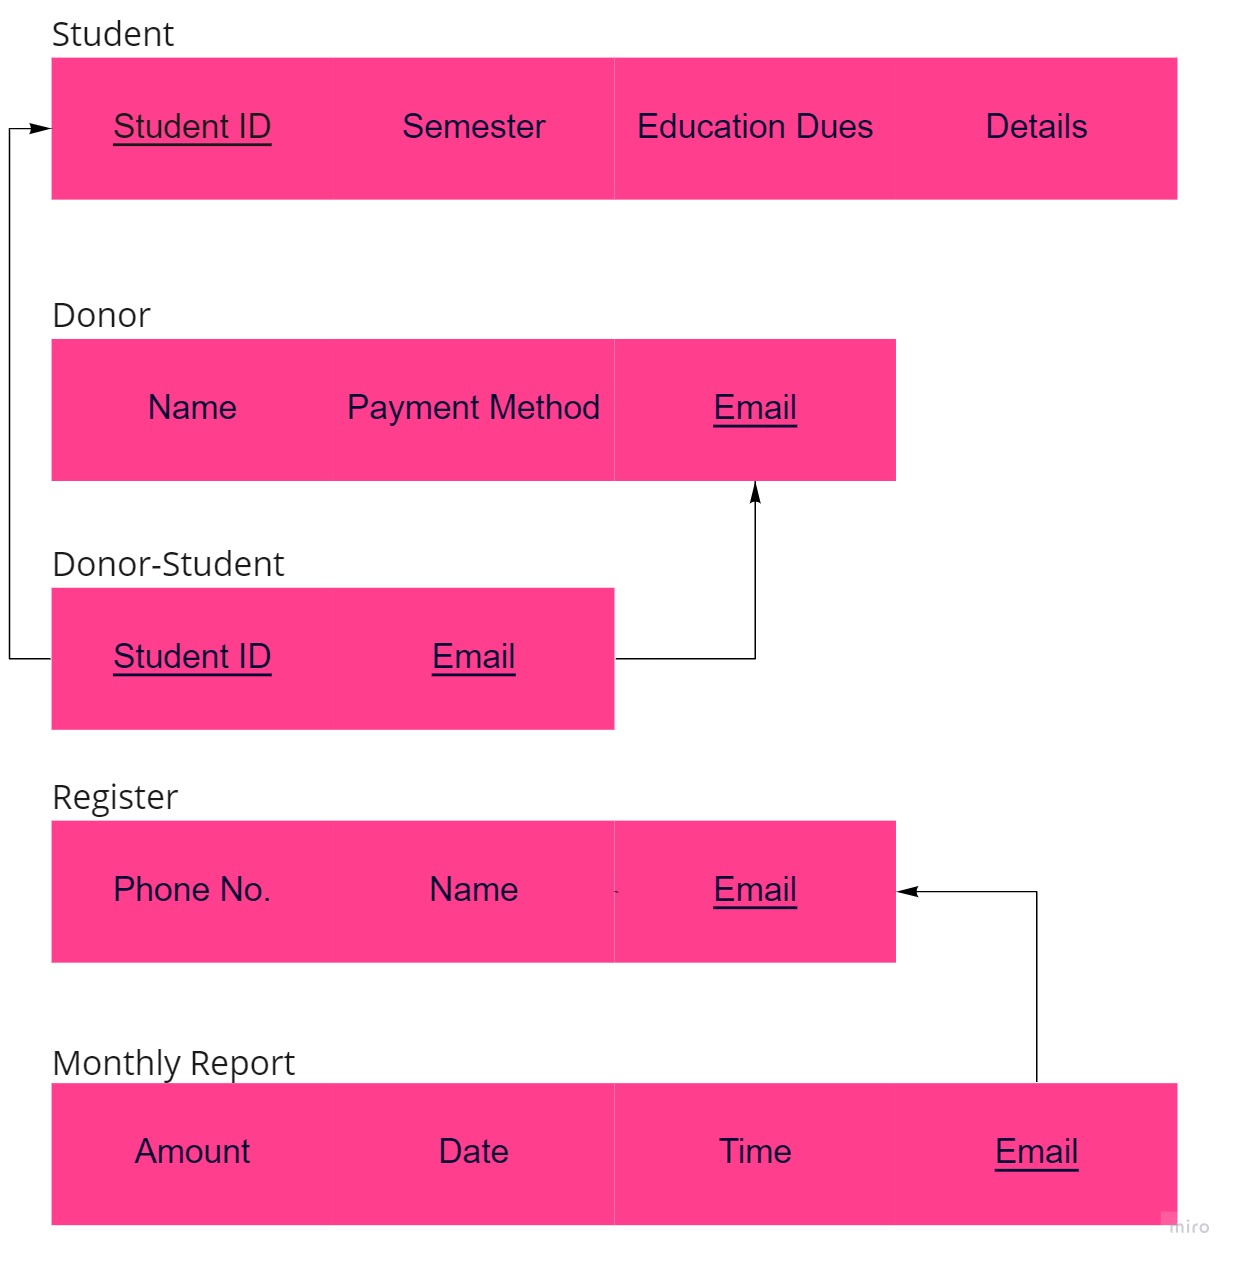 Student
Student ID Semester Education Dues Details
Donor
Name Payment Method Email
Donor-Student
Student ID Email
Register
Phone No. Name Email
Monthly Report
Amount Date Time Email
miro